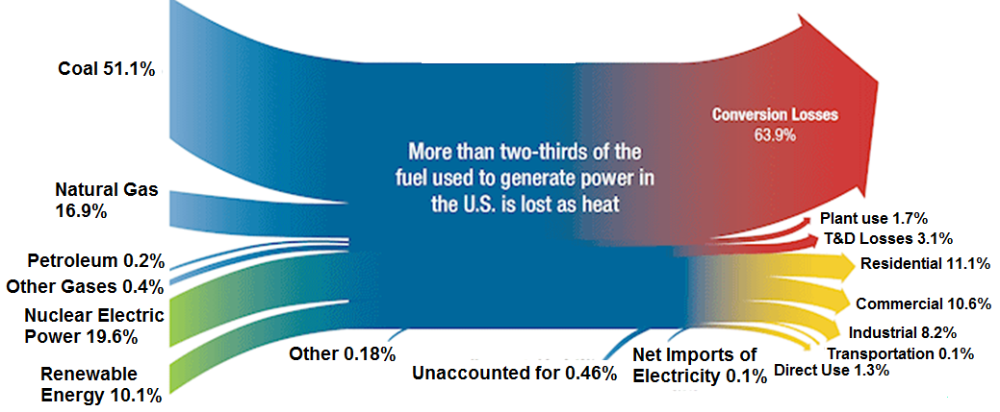 Coal 51.1%
Natural Gas
16.9%
Petroleum 0.2%
Other Gases 0.4%
Nuclear Electric
Power 19.6%
Renewable
Energy 10.1%
More than two-thirds of the
fuel used to generate power in
the U.S. is lost as heat
Other 0.18%
Unaccounted for 0.46%
Net Imports of
Electricity 0.1%
Conversion Losses
63.9%
Plant use 1.7%
T&D Losses 3.1%
Residential 11.1%
Commercial 10.6%
Industrial 8.2%
Transportation 0.1%
Direct Use 1.3%